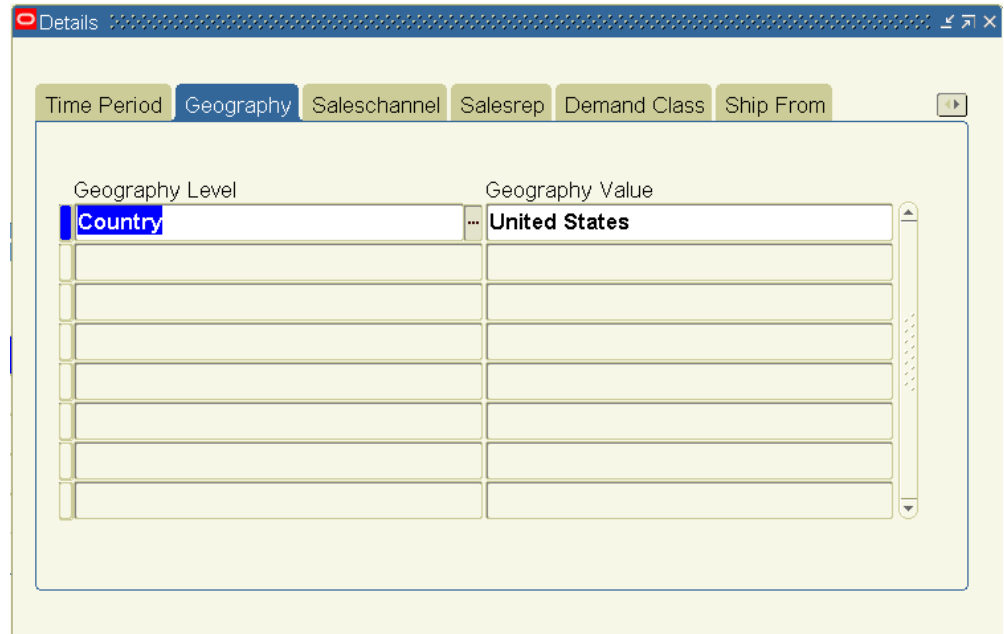 Details
Time Period Geography Saleschannel Salesrep Demand Class Ship From
Geography Level Geography Value
Country ... United States